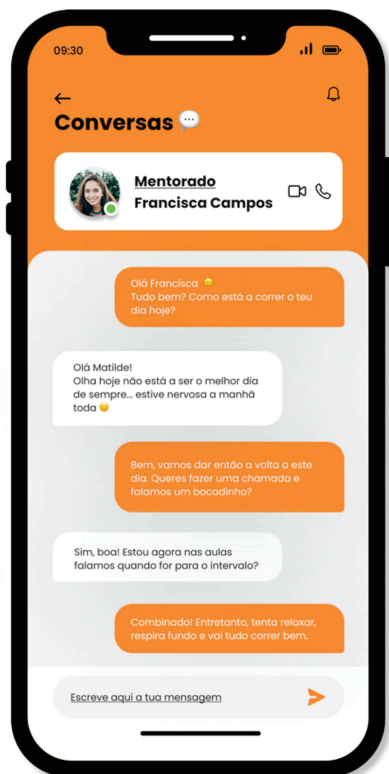 09:30
Conversas
Mentorado
Francisca Campos
Olá Francisca
Tudo bem? Como está a correr o teu
dia hoje?
Olá Matilde!
Olha hoje não está a ser o melhor dia
de sempre... estive nervosa a manhã
toda
Bem, vamos dar então a volta a este
dia. Queres fazer uma chamada e
falamos um bocadinho?
Sim, boa! Estou agora nas aulas
falamos quando for para o intervalo?
Combinado! Entretanto, tenta relaxar,
respira fundo e vai tudo correr bem.
Escreve aqui a tua mensagem